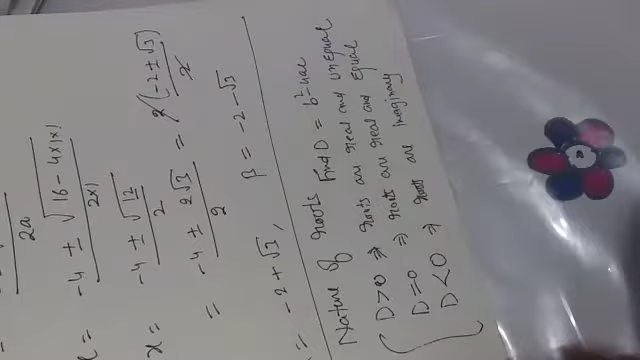 2a
x = -4 ± √16 - 4×1×1
2×1
x = -4 ± √12
2
= -4 ± 2√3 = 2(-2 ± √3)
2 2
= -2 + √3, β = -2 - √3
Nature of roots Find D = b²-4ac
D > 0 ⇒ roots are real and unequal
D = 0 ⇒ roots are real and Equal
D < 0 ⇒ roots are imaginary